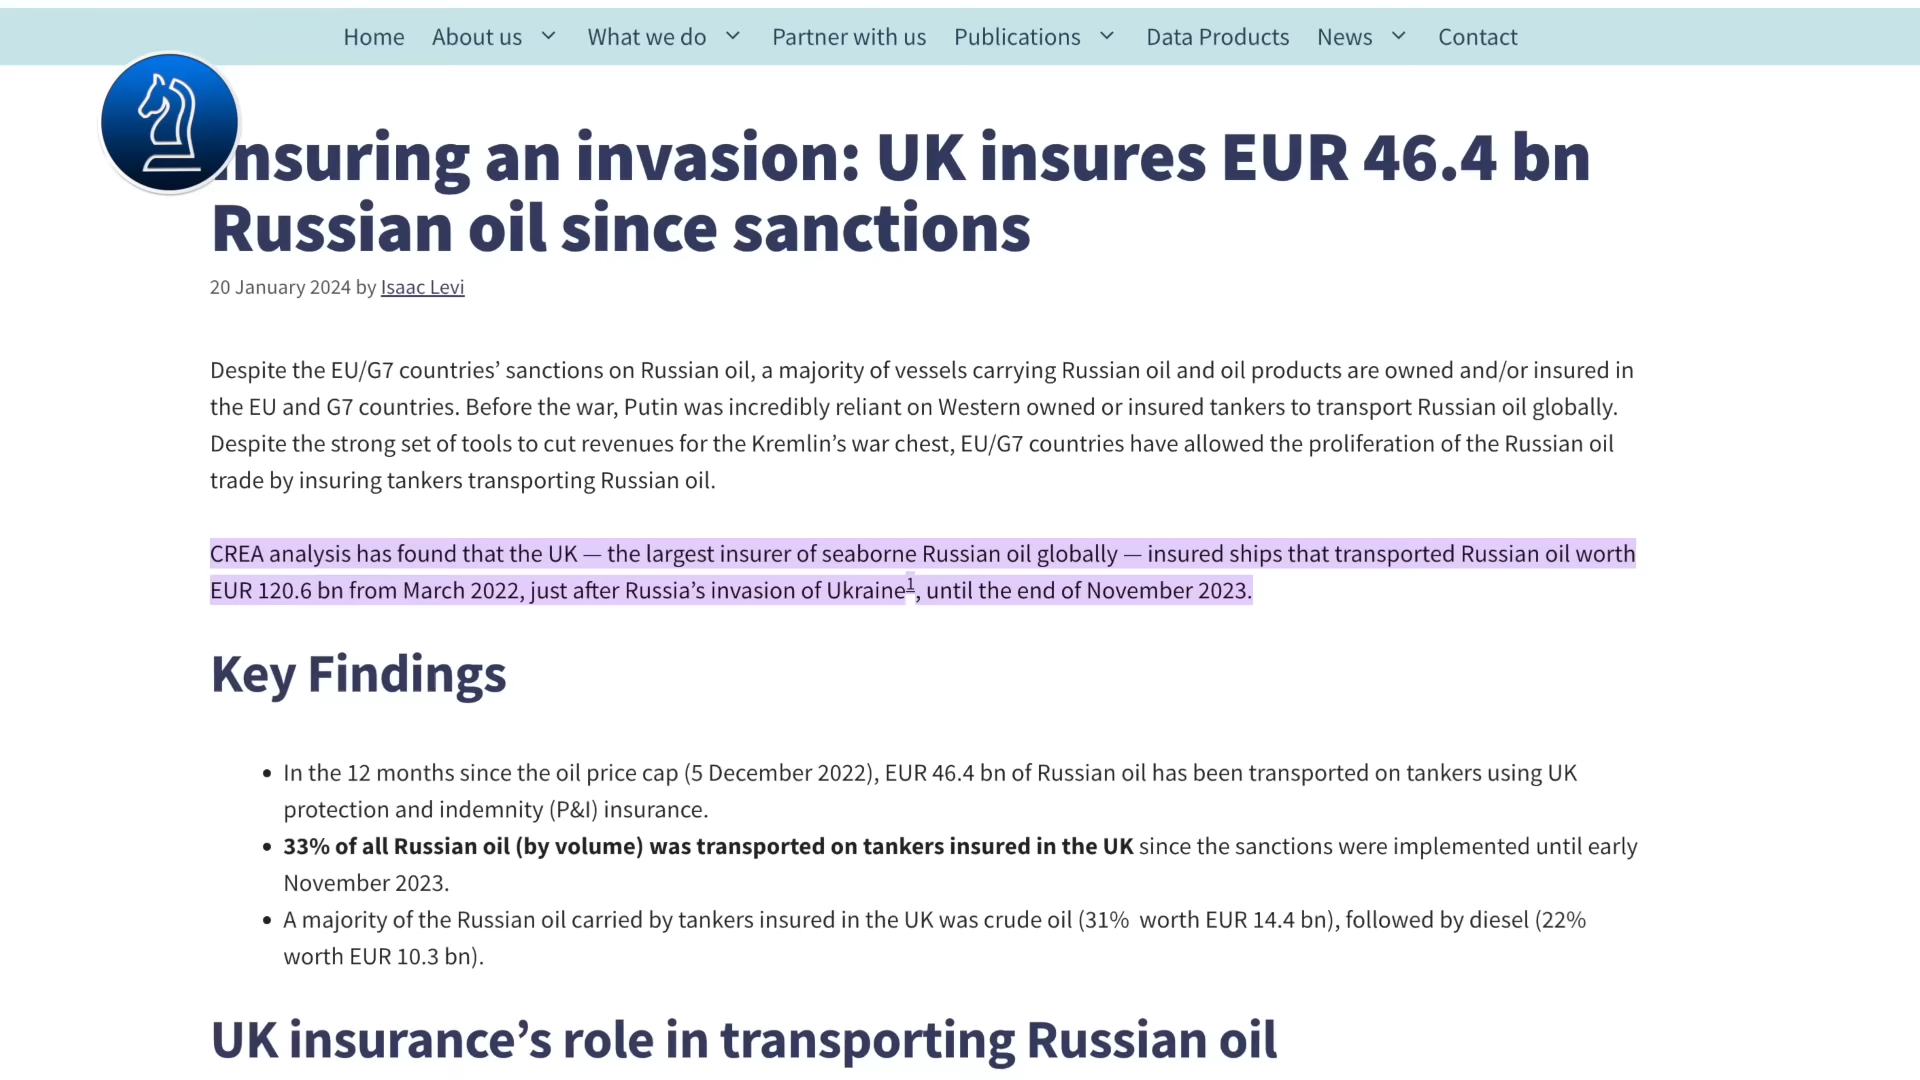 Home About us What we do Partner with us Publications Data Products News Contact
Insuring an invasion: UK insures EUR 46.4 bn
Russian oil since sanctions
20 January 2024 by Isaac Levi
Despite the EU/G7 countries’ sanctions on Russian oil, a majority of vessels carrying Russian oil and oil products are owned and/or insured in
the EU and G7 countries. Before the war, Putin was incredibly reliant on Western owned or insured tankers to transport Russian oil globally.
Despite the strong set of tools to cut revenues for the Kremlin’s war chest, EU/G7 countries have allowed the proliferation of the Russian oil
trade by insuring tankers transporting Russian oil.
CREA analysis has found that the UK — the largest insurer of seaborne Russian oil globally — insured ships that transported Russian oil worth
EUR 120.6 bn from March 2022, just after Russia’s invasion of Ukraine1, until the end of November 2023.
Key Findings
• In the 12 months since the oil price cap (5 December 2022), EUR 46.4 bn of Russian oil has been transported on tankers using UK
protection and indemnity (P&I) insurance.
• 33% of all Russian oil (by volume) was transported on tankers insured in the UK since the sanctions were implemented until early
November 2023.
• A majority of the Russian oil carried by tankers insured in the UK was crude oil (31% worth EUR 14.4 bn), followed by diesel (22%
worth EUR 10.3 bn).
UK insurance’s role in transporting Russian oil